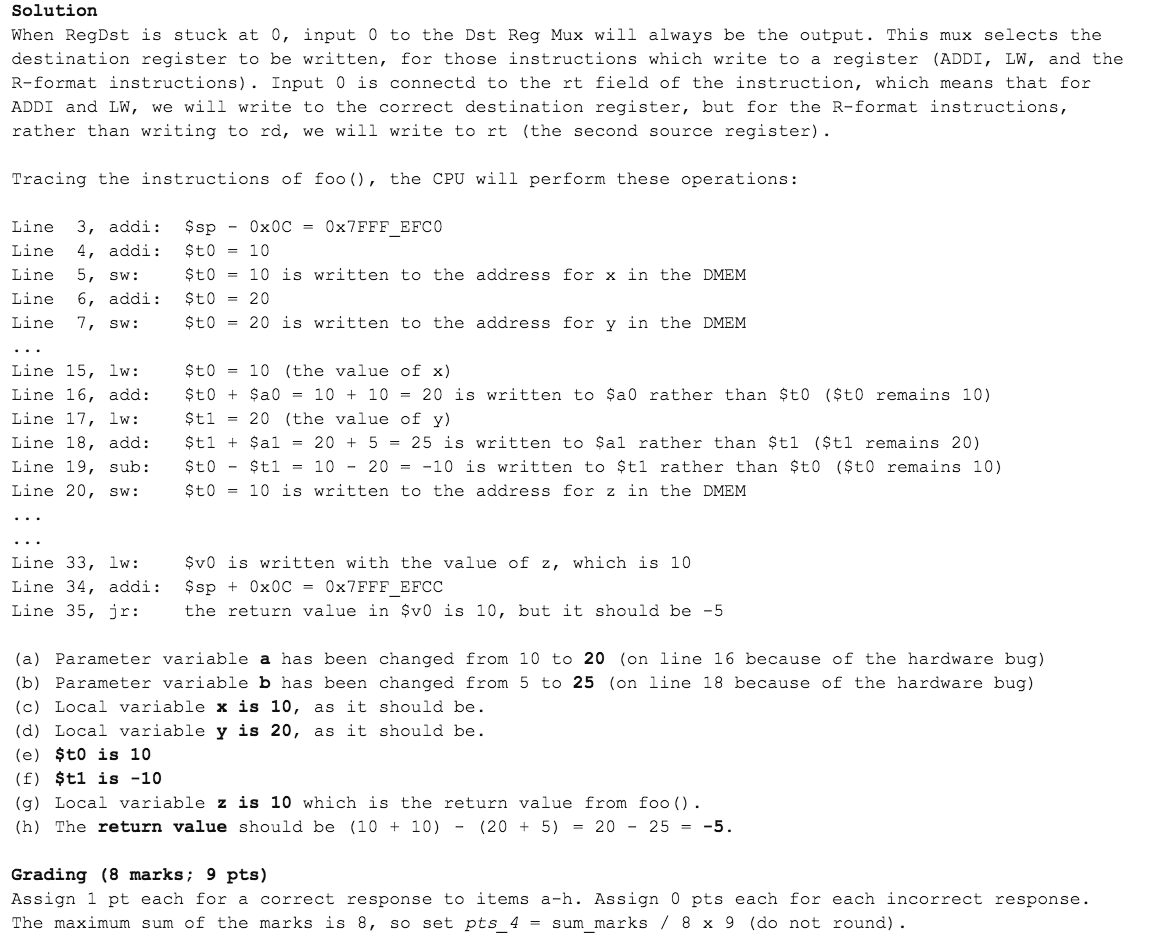 Solution
When RegDst is stuck at 0, input 0 to the Dst Reg Mux will always be the output. This mux selects the
destination register to be written, for those instructions which write to a register (ADDI, LW, and the
R-format instructions). Input 0 is connectd to the rt field of the instruction, which means that for
ADDI and LW, we will write to the correct destination register, but for the R-format instructions,
rather than writing to rd, we will write to rt (the second source register).
Tracing the instructions of foo(), the CPU will perform these operations:
Line  3, addi:  $sp - 0x0C = 0x7FFF_EFC0
Line  4, addi:  $t0 = 10
Line  5, sw:    $t0 = 10 is written to the address for x in the DMEM
Line  6, addi:  $t0 = 20
Line  7, sw:    $t0 = 20 is written to the address for y in the DMEM
...
Line 15, lw:    $t0 = 10 (the value of x)
Line 16, add:   $t0 + $a0 = 10 + 10 = 20 is written to $a0 rather than $t0 ($t0 remains 10)
Line 17, lw:    $t1 = 20 (the value of y)
Line 18, add:   $t1 + $a1 = 20 + 5 = 25 is written to $a1 rather than $t1 ($t1 remains 20)
Line 19, sub:   $t0 - $t1 = 10 - 20 = -10 is written to $t1 rather than $t0 ($t0 remains 10)
Line 20, sw:    $t0 = 10 is written to the address for z in the DMEM
...
...
Line 33, lw:    $v0 is written with the value of z, which is 10
Line 34, addi:  $sp + 0x0C = 0x7FFF_EFCC
Line 35, jr:    the return value in $v0 is 10, but it should be -5
(a) Parameter variable a has been changed from 10 to 20 (on line 16 because of the hardware bug)
(b) Parameter variable b has been changed from 5 to 25 (on line 18 because of the hardware bug)
(c) Local variable x is 10, as it should be.
(d) Local variable y is 20, as it should be.
(e) $t0 is 10
(f) $t1 is -10
(g) Local variable z is 10 which is the return value from foo().
(h) The return value should be (10 + 10) - (20 + 5) = 20 - 25 = -5.
Grading (8 marks; 9 pts)
Assign 1 pt each for a correct response to items a-h. Assign 0 pts each for each incorrect response.
The maximum sum of the marks is 8, so set pts_4 = sum_marks / 8 x 9 (do not round).